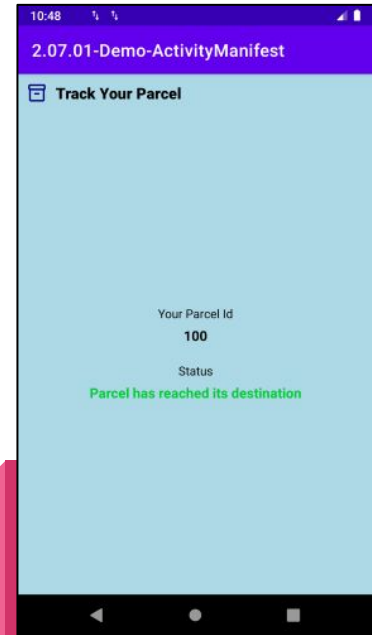 10:48
2.07.01-Demo-ActivityManifest
Track Your Parcel
Your Parcel Id
100
Status
Parcel has reached its destination